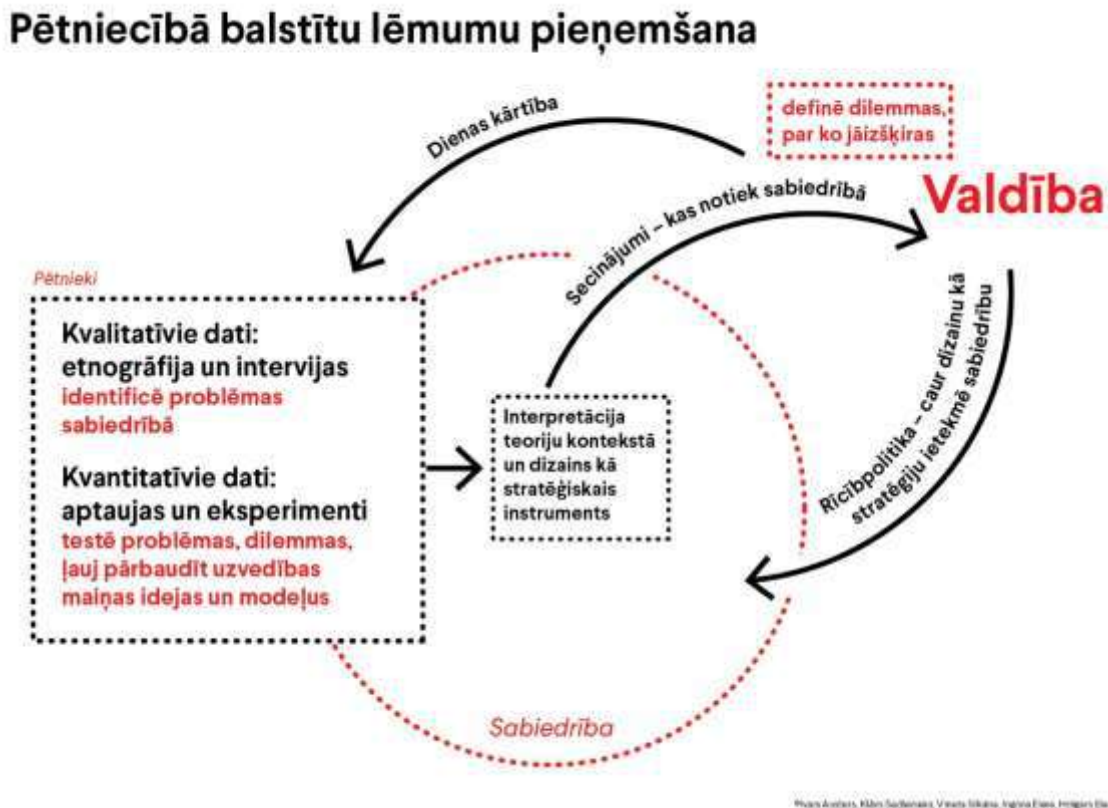 Pētniecībā balstītu lēmumu pieņemšana
Dienas kārtība
definē dilemmas,
par ko jāizšķiras
Valdība
Secinājumi – kas notiek sabiedrībā
Rīcībpolitika – caur dizainu kā
stratēģiju ietekmē sabiedrību
Pētnieki
Kvalitatīvie dati:
etnogrāfija un intervijas
identificē problēmas
sabiedrībā
Kvantitatīvie dati:
aptaujas un eksperimenti
testē problēmas, dilemmas,
ļauj pārbaudīt uzvedības
maiņas idejas un modeļus
Interpretācija
teoriju kontekstā
un dizains kā
stratēģiskais
instruments
Sabiedrība